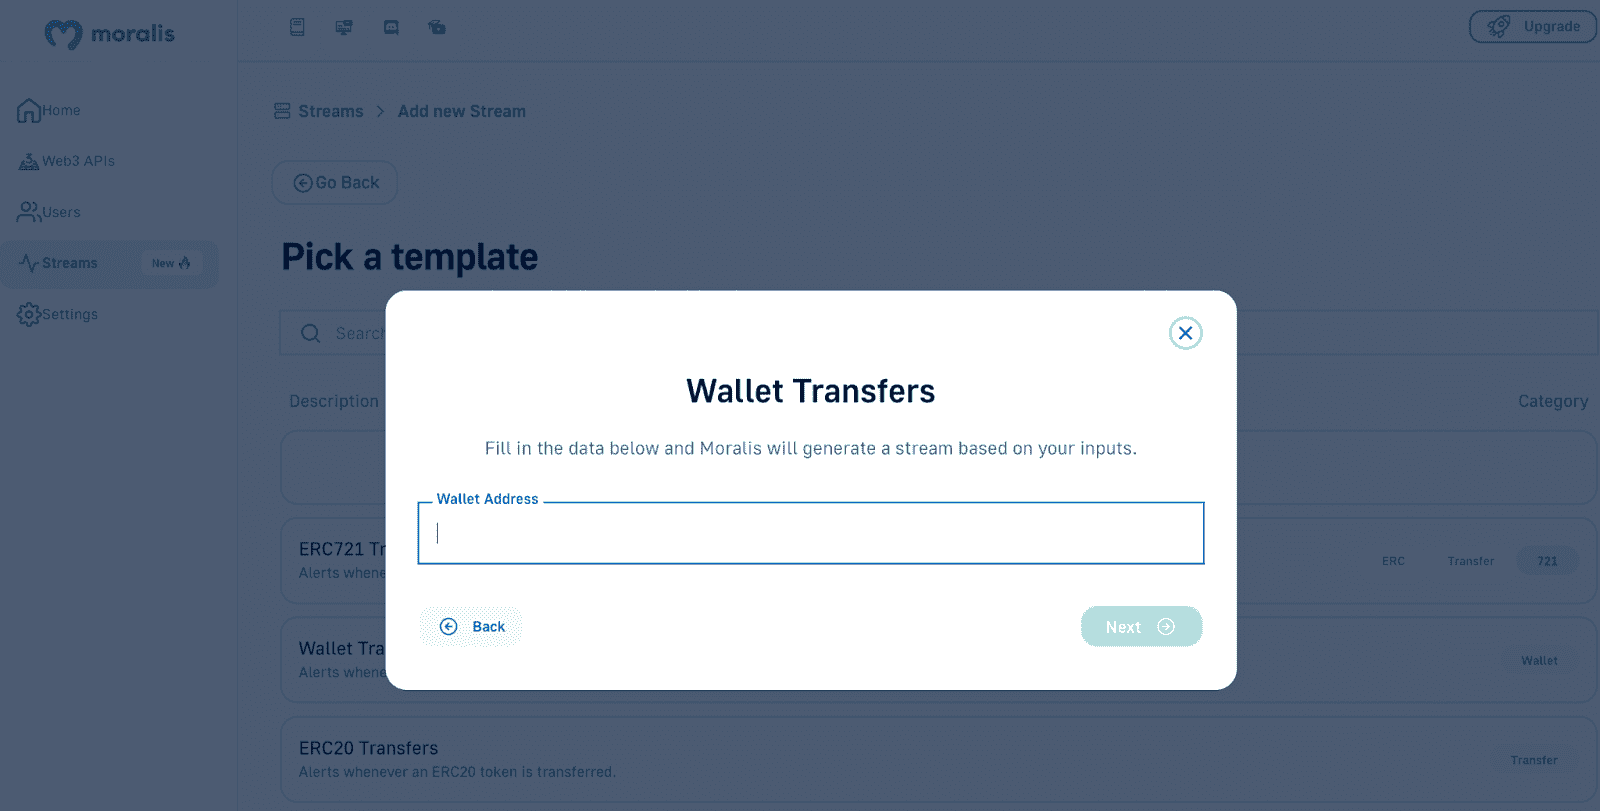 moralis
Upgrade
Home
Web3 APIs
Users
Streams New
Settings
Streams > Add new Stream
Go Back
Pick a template
Search
Description
Category
Wallet Transfers
Fill in the data below and Moralis will generate a stream based on your inputs.
Wallet Address
Back
Next
ERC721 Tr
Alerts whene
ERC Transfer 721
Wallet Tra
Alerts whene
Wallet
ERC20 Transfers
Alerts whenever an ERC20 token is transferred.
Transfer